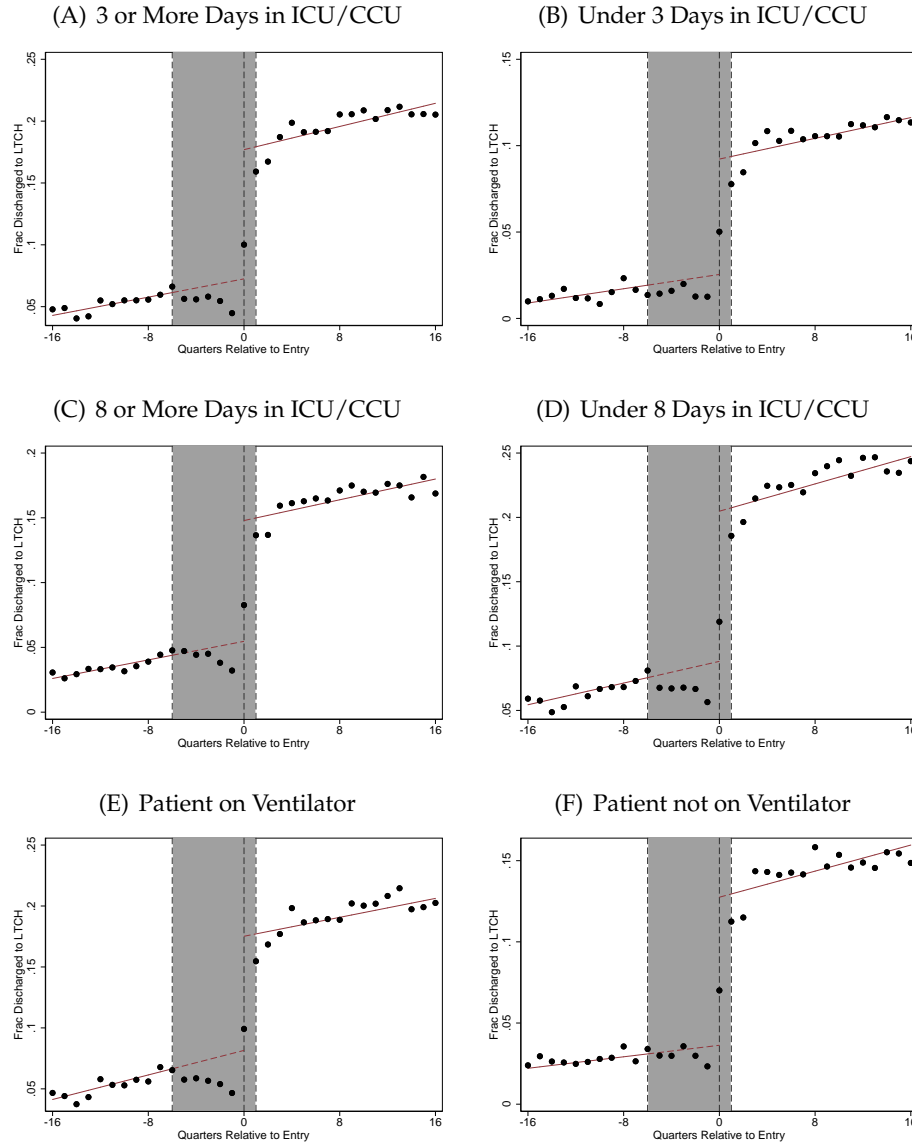 (A) 3 or More Days in ICU/CCU
Frac Discharged to LTCH
.05 .1 .15 .2 .25
-16 -8 0 8 16
Quarters Relative to Entry
(B) Under 3 Days in ICU/CCU
Frac Discharged to LTCH
0 .05 .1 .15
-16 -8 0 8 16
Quarters Relative to Entry
(C) 8 or More Days in ICU/CCU
Frac Discharged to LTCH
0 .05 .1 .15 .2
-16 -8 0 8 16
Quarters Relative to Entry
(D) Under 8 Days in ICU/CCU
Frac Discharged to LTCH
.05 .1 .15 .2 .25
-16 -8 0 8 16
Quarters Relative to Entry
(E) Patient on Ventilator
Frac Discharged to LTCH
.05 .1 .15 .2 .25
-16 -8 0 8 16
Quarters Relative to Entry
(F) Patient not on Ventilator
Frac Discharged to LTCH
0 .05 .1 .15
-16 -8 0 8 16
Quarters Relative to Entry